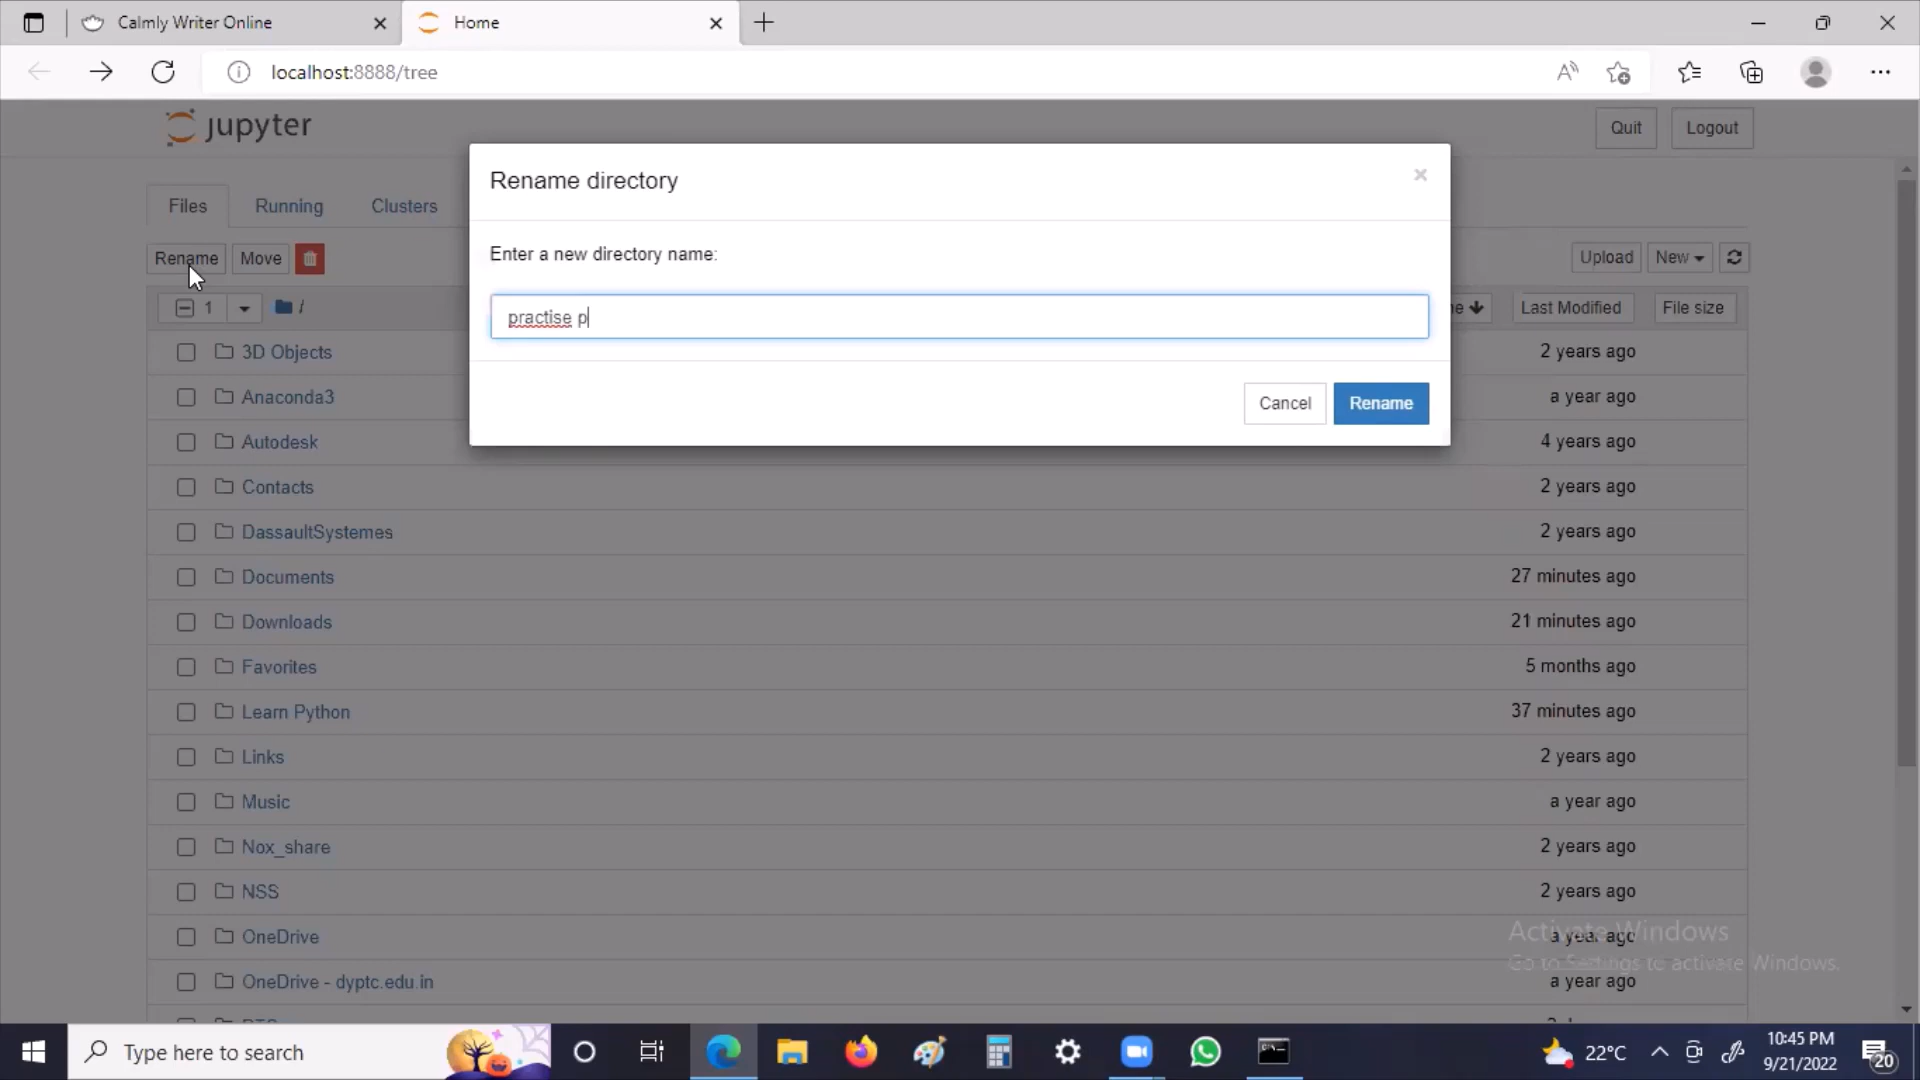 Calmly Writer Online
Home
localhost:8888/tree
jupyter
Quit
Logout
Rename directory
Files
Running
Clusters
Enter a new directory name:
Rename
Move
Upload
New
1
/
practise p
Last Modified
File size
3D Objects
2 years ago
Anaconda3
a year ago
Cancel
Rename
Autodesk
4 years ago
Contacts
2 years ago
DassaultSystemes
2 years ago
Documents
27 minutes ago
Downloads
21 minutes ago
Favorites
5 months ago
Learn Python
37 minutes ago
Links
2 years ago
Music
a year ago
Nox_share
2 years ago
NSS
2 years ago
OneDrive
a year ago
Activate Windows
Go to Settings to activate Windows.
OneDrive - dyptc.edu.in
a year ago
Type here to search
22°C
10:45 PM
9/21/2022
20